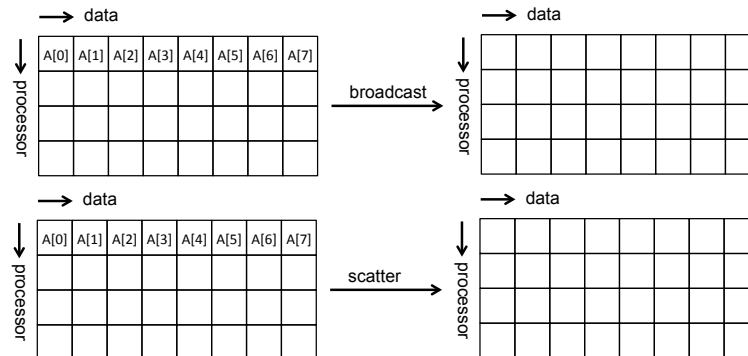 data
data
processor
A[0] A[1] A[2] A[3] A[4] A[5] A[6] A[7]
broadcast
processor
data
data
processor
A[0] A[1] A[2] A[3] A[4] A[5] A[6] A[7]
scatter
processor